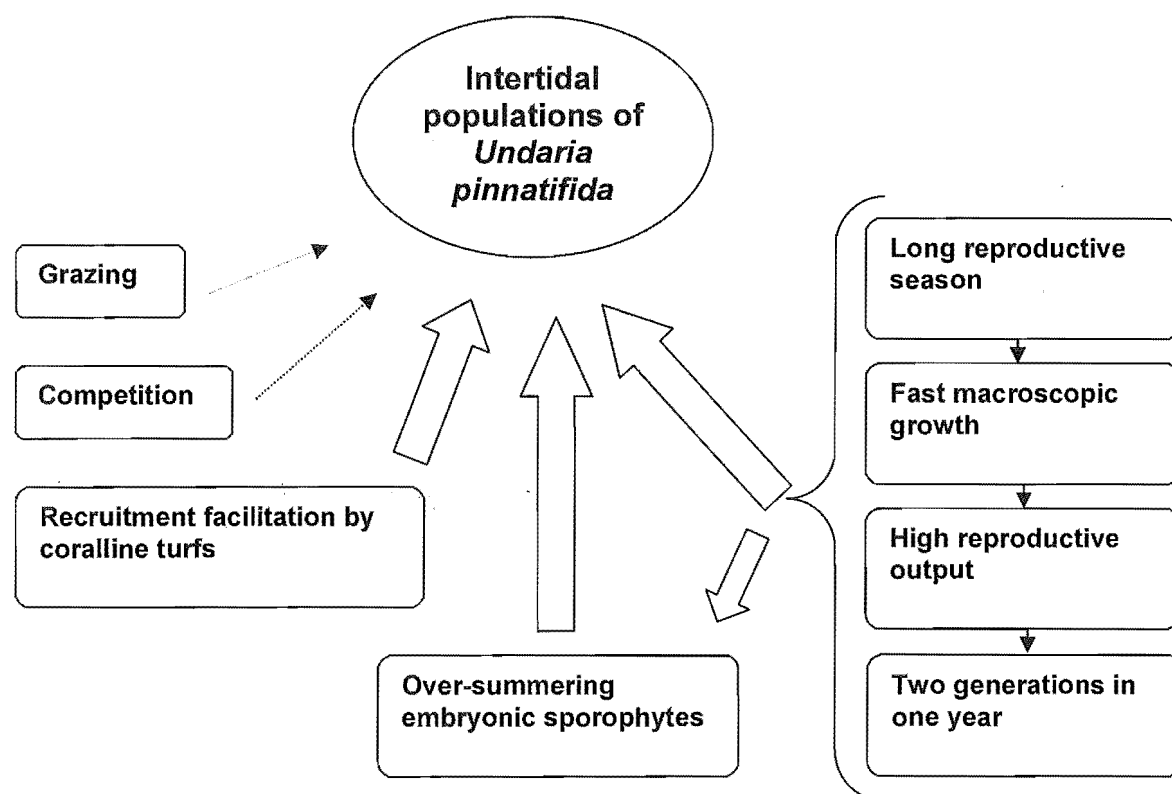 Intertidal
populations of
Undaria
pinnatifida
Grazing
Competition
Recruitment facilitation by
coralline turfs
Over-summering
embryonic sporophytes
Long reproductive
season
Fast macroscopic
growth
High reproductive
output
Two generations in
one year